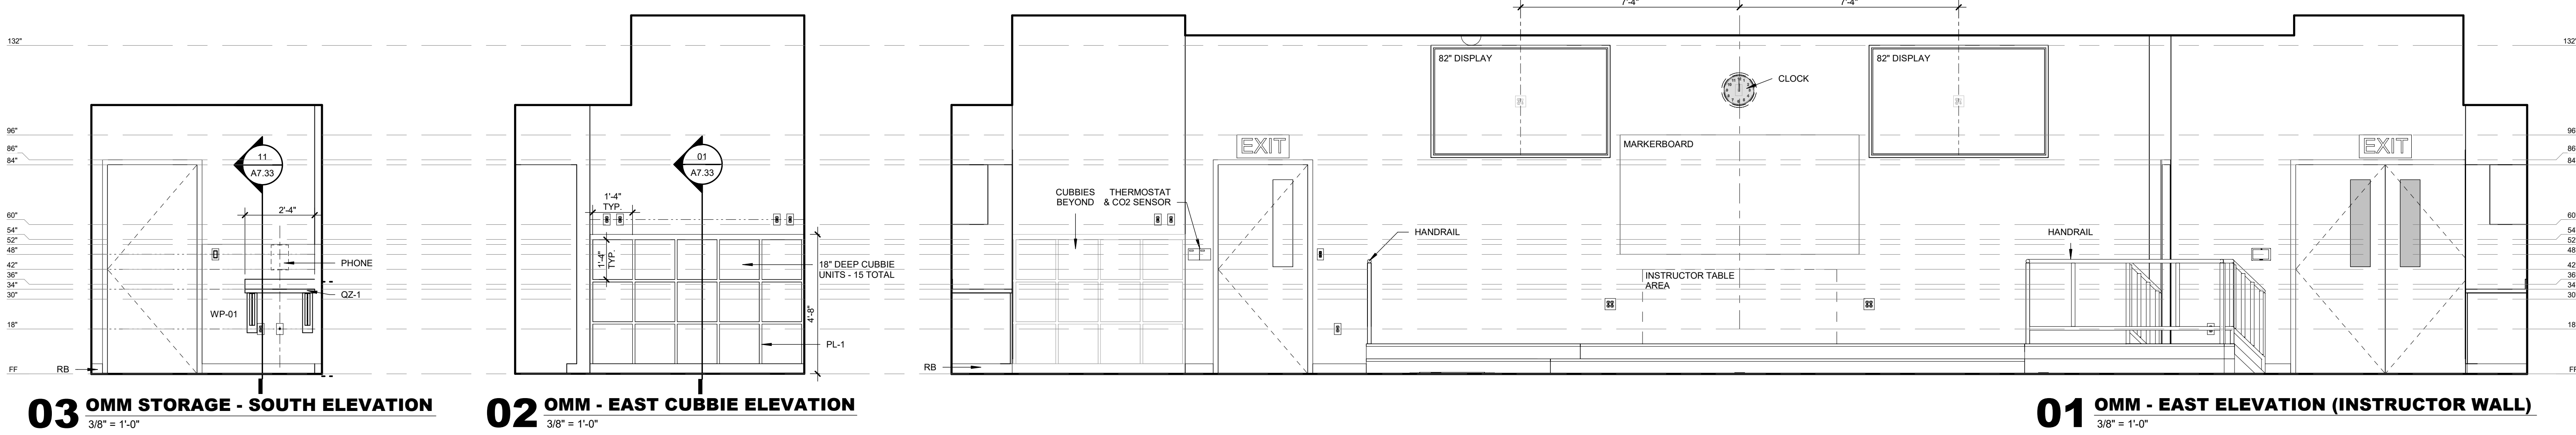 7'-4"
7'-4"
132"
96"
86"
84"
60"
54"
52"
48"
42"
36"
34"
30"
18"
FF
11
A7.33
2'-4"
PHONE
QZ-1
WP-01
RB
03 OMM STORAGE - SOUTH ELEVATION
3/8" = 1'-0"
01
A7.33
1'-4"
TYP.
1'-4"
TYP.
18" DEEP CUBBIE
UNITS - 15 TOTAL
4'-8"
PL-1
02 OMM - EAST CUBBIE ELEVATION
3/8" = 1'-0"
82" DISPLAY
CLOCK
82" DISPLAY
EXIT
MARKERBOARD
EXIT
CUBBIES
BEYOND
THERMOSTAT
& CO2 SENSOR
HANDRAIL
HANDRAIL
INSTRUCTOR TABLE
AREA
RB
132"
96"
86"
84"
60"
54"
52"
48"
42"
36"
34"
30"
18"
FF
01 OMM - EAST ELEVATION (INSTRUCTOR WALL)
3/8" = 1'-0"